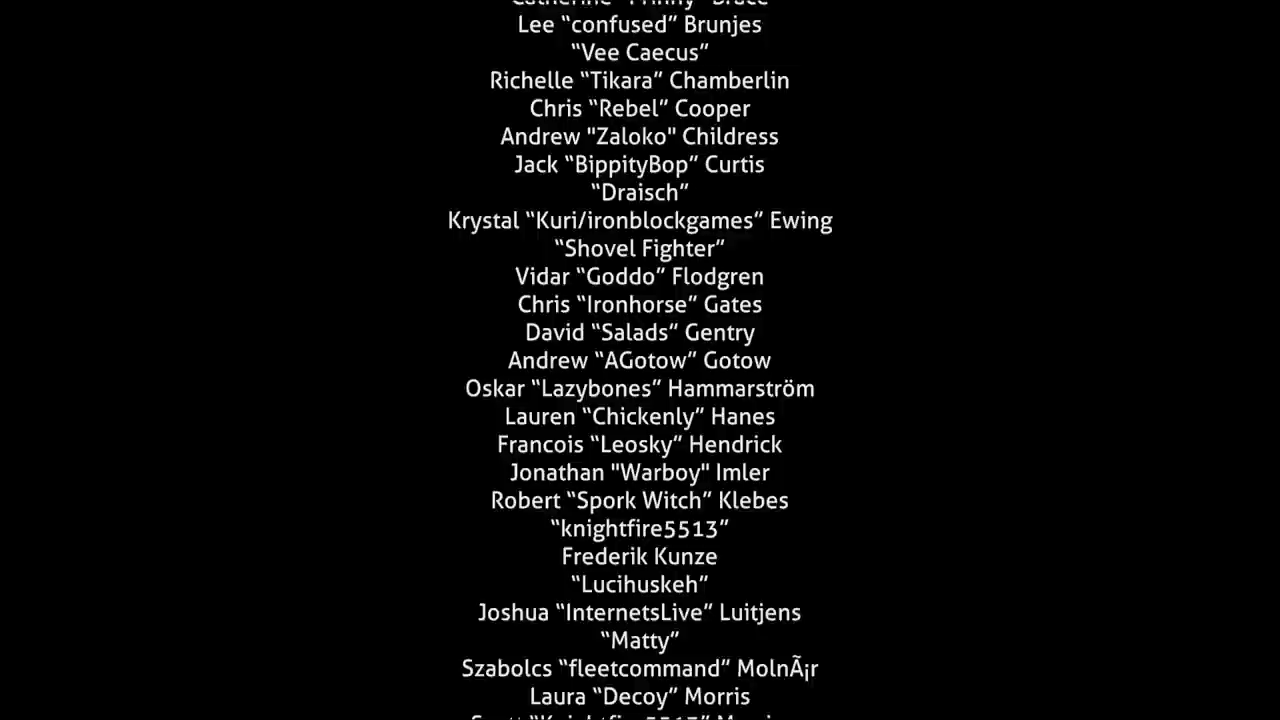 Lee “confused” Brunjes
“Vee Caecus”
Richelle “Tikara” Chamberlin
Chris “Rebel” Cooper
Andrew "Zaloko" Childress
Jack “BippityBop” Curtis
“Draisch”
Krystal “Kuri/ironblockgames” Ewing
“Shovel Fighter”
Vidar “Goddo” Flodgren
Chris “Ironhorse” Gates
David “Salads” Gentry
Andrew “AGotow” Gotow
Oskar “Lazybones” Hammarström
Lauren “Chickenly” Hanes
Francois “Leosky” Hendrick
Jonathan "Warboy" Imler
Robert “Spork Witch” Klebes
“knightfire5513”
Frederik Kunze
“Lucihuskeh”
Joshua “InternetsLive” Luitjens
“Matty”
Szabolcs “fleetcommand” MolnÃ¡r
Laura “Decoy” Morris